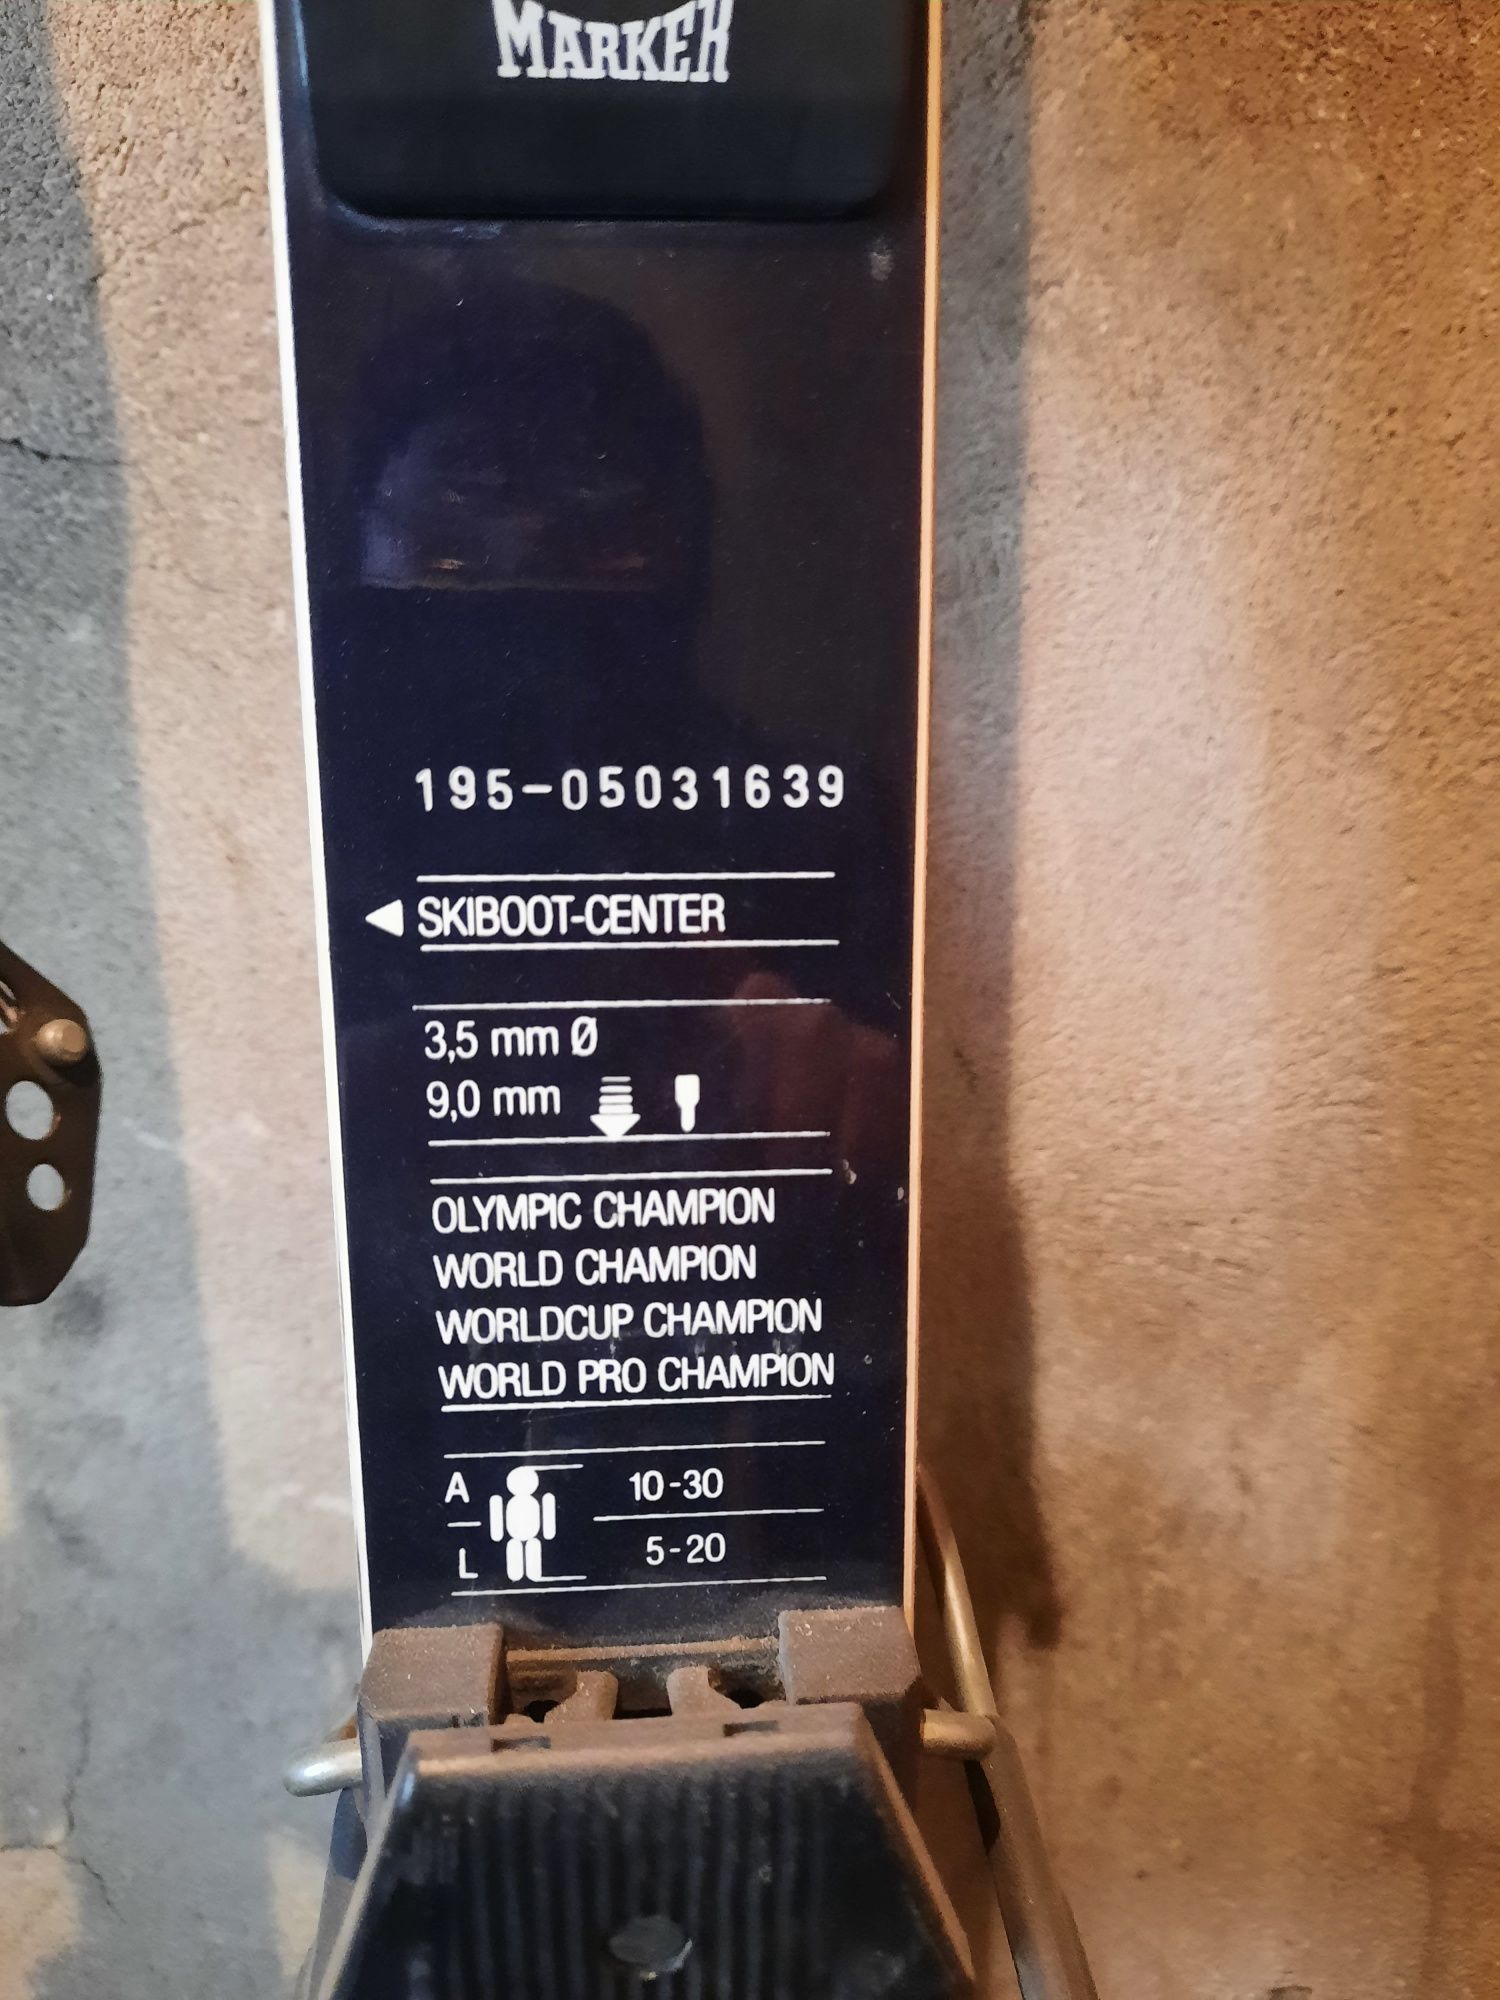 MARKER
195-05031639
SKIBOOT-CENTER
3,5 mm Ø
9,0 mm
OLYMPIC CHAMPION
WORLD CHAMPION
WORLDCUP CHAMPION
WORLD PRO CHAMPION
A 10-30
L 5-20